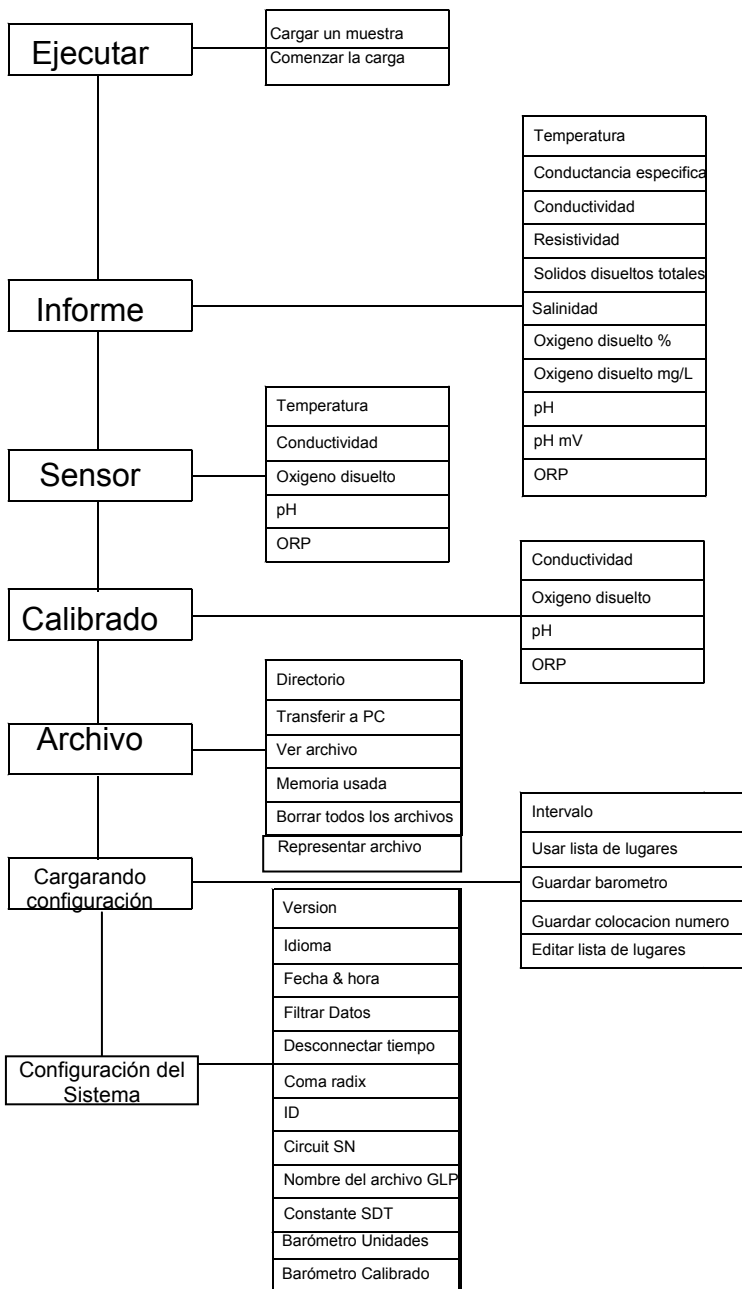 Ejecutar
Cargar un muestra
Comenzar la carga
Informe
Temperatura
Conductancia especifica
Conductividad
Resistividad
Solidos disueltos totales
Salinidad
Oxigeno disuelto %
Oxigeno disuelto mg/L
pH
pH mV
ORP
Sensor
Temperatura
Conductividad
Oxigeno disuelto
pH
ORP
Calibrado
Conductividad
Oxigeno disuelto
pH
ORP
Archivo
Directorio
Transferir a PC
Ver archivo
Memoria usada
Borrar todos los archivos
Representar archivo
Cargarando
configuración
Intervalo
Usar lista de lugares
Guardar barometro
Guardar colocacion numero
Editar lista de lugares
Configuración del
Sistema
Version
Idioma
Fecha & hora
Filtrar Datos
Desconnectar tiempo
Coma radix
ID
Circuit SN
Nombre del archivo GLP
Constante SDT
Barómetro Unidades
Barómetro Calibrado